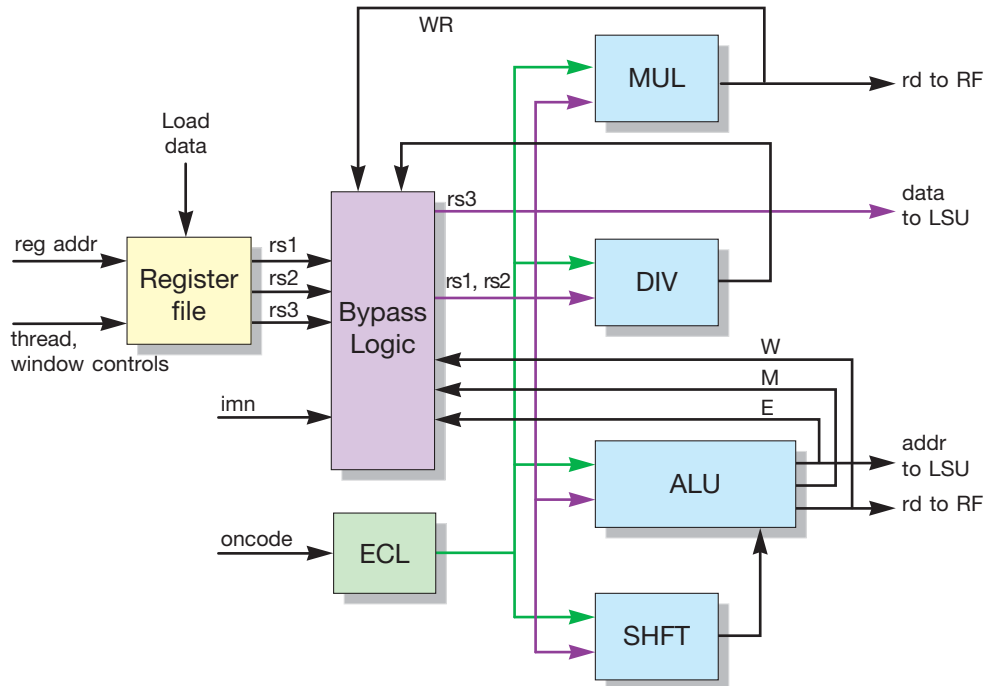 WR
MUL
rd to RF
Load
data
rs3
data
to LSU
reg addr
rs1
Register
file
rs2
rs3
Bypass
Logic
rs1, rs2
DIV
thread,
window controls
W
M
E
imn
ALU
addr
to LSU
rd to RF
oncode
ECL
SHFT